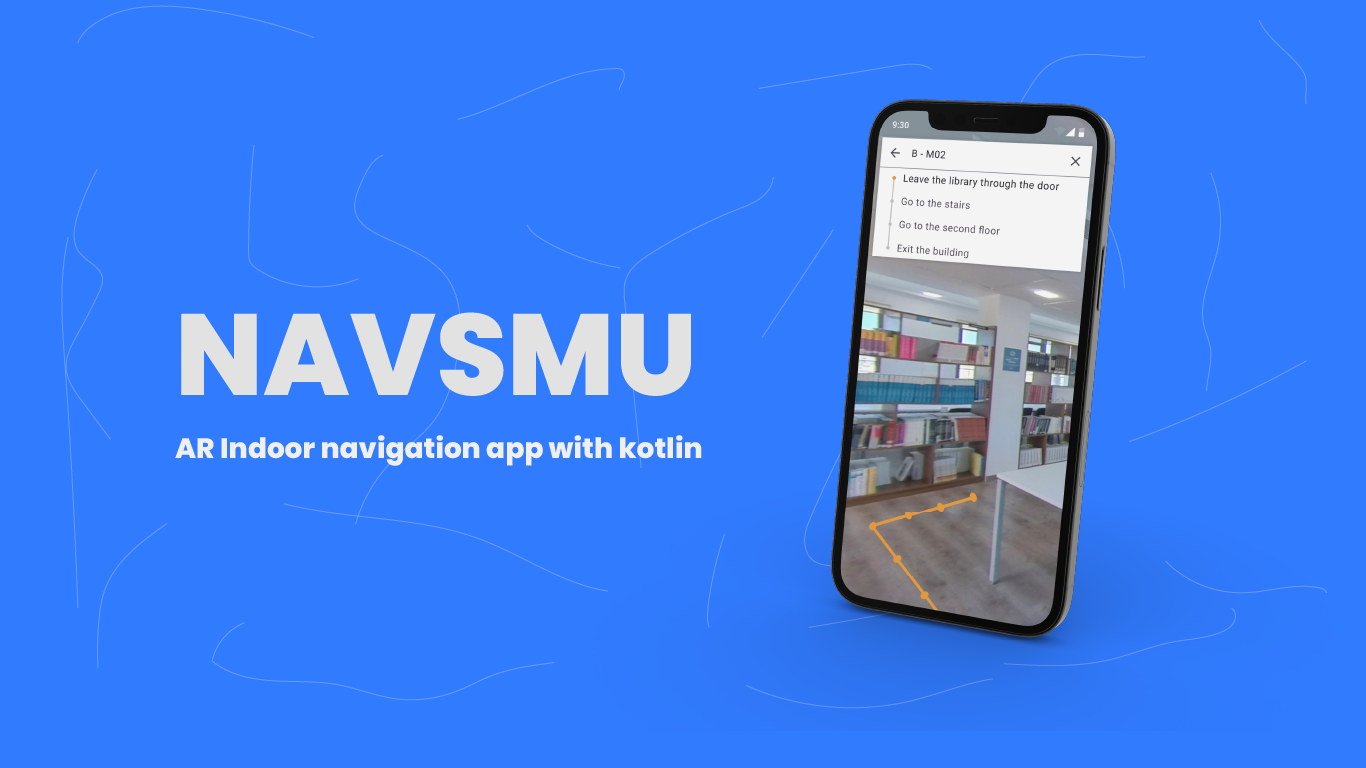 NAVSMU
AR Indoor navigation app with kotlin
9:30
B - M02
Leave the library through the door
Go to the stairs
Go to the second floor
Exit the building